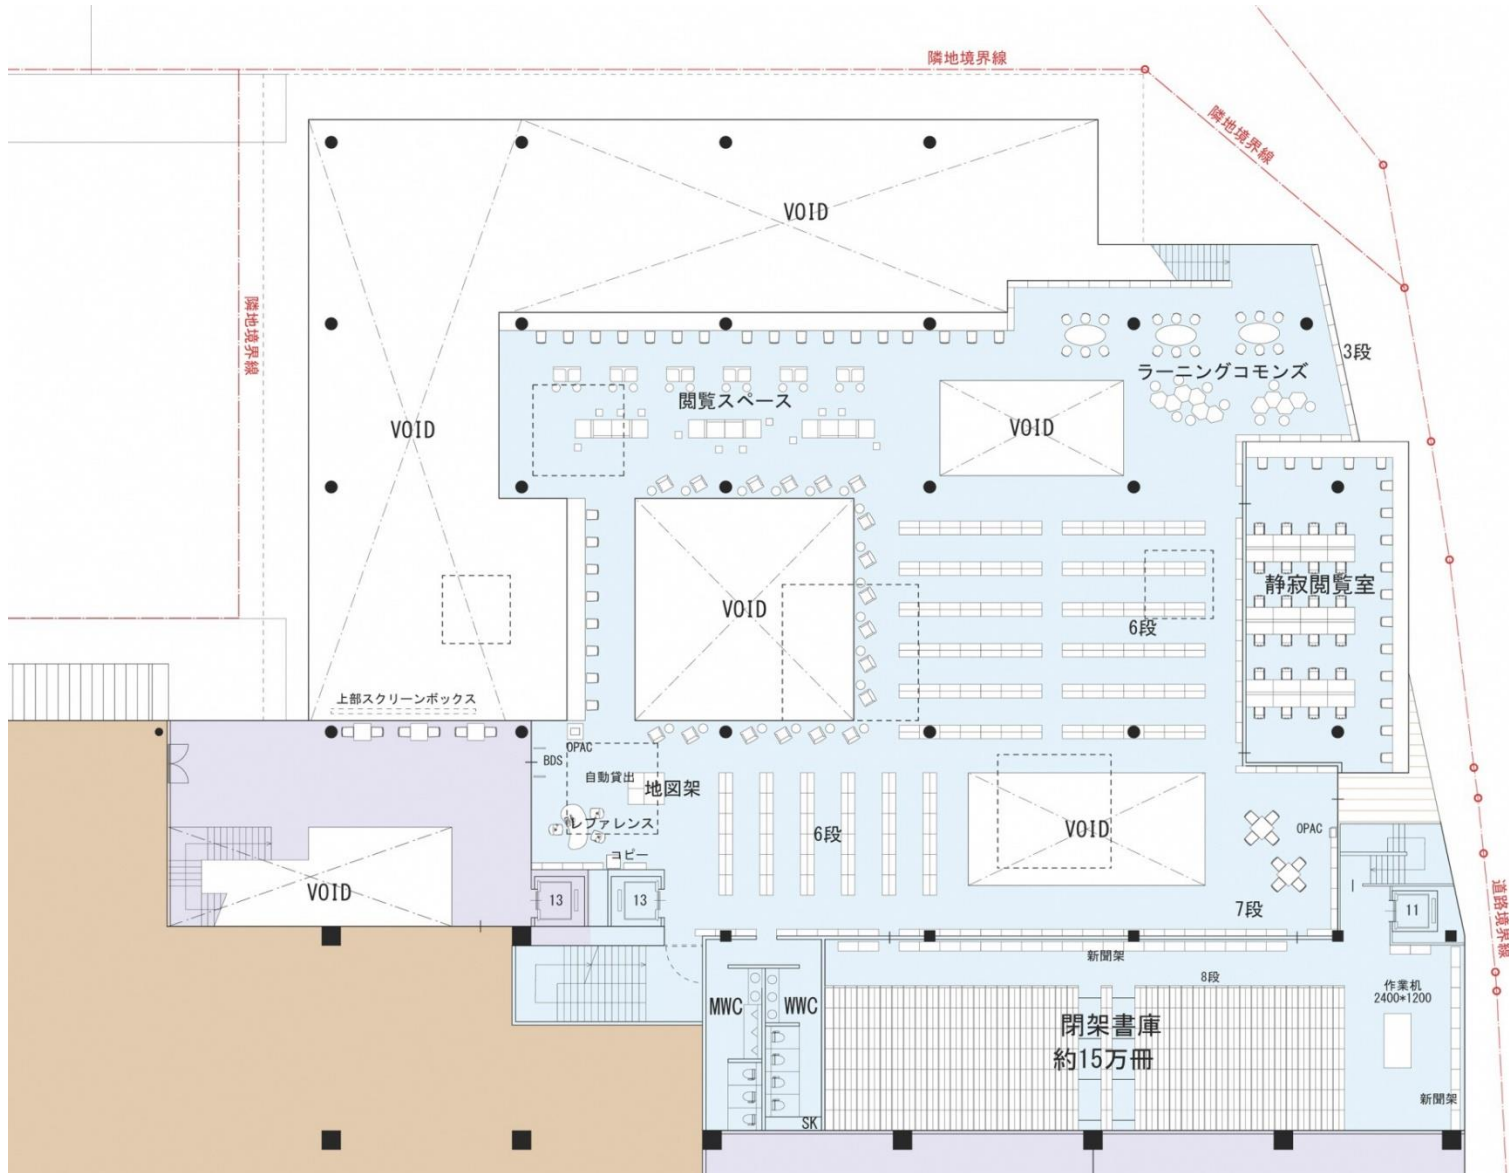 隣地境界線
隣地境界線
隣地境界線
VOID
VOID
3段
ラーニングコモンズ
閲覧スペース
VOID
静寂閲覧室
VOID
6段
上部スクリーンボックス
OPAC
BDS
自動貸出
地図架
レファレンス
コピー
6段
VOID
OPAC
VOID
13
13
7段
11
道路境界線
新聞架
8段
作業机
2400*1200
MWC
WWC
閉架書庫
約15万冊
新聞架
SK